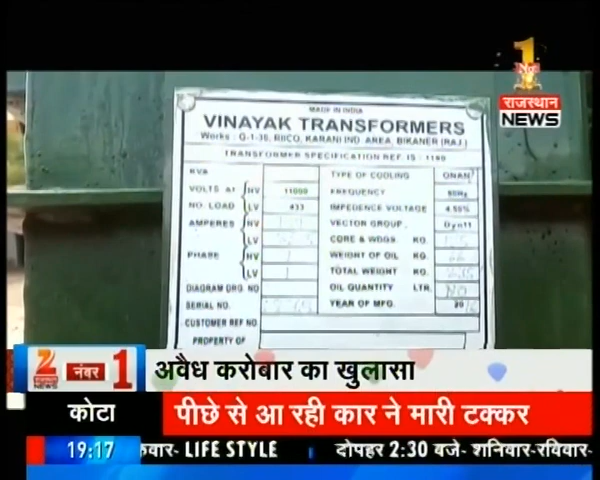 1
No
राजस्थान
NEWS
MADE IN INDIA
VINAYAK TRANSFORMERS
Works : G-1-36, RIICO, KARANI IND. AREA, BIKANER (RAJ.)
TRANSFORMER SPECIFICATION REF. IS : 1180
KVA
TYPE OF COOLING ONAN
VOLTS AT HV 11000 FREQUENCY 50Hz
NO. LOAD LV 433 IMPEDENCE VOLTAGE 4.50%
AMPERES HV VECTOR GROUP Dyn11
LV CORE & WDGS. KG.
PHASE HV WEIGHT OF OIL KG.
LV TOTAL WEIGHT KG.
DIAGRAM DRG. NO OIL QUANTITY LTR.
SERIAL NO. YEAR OF MFG. 20
CUSTOMER REF NO.
PROPERTY OF
Z
राजस्थान
NEWS
नंबर 1
अवैध करोबार का खुलासा
कोटा
पीछे से आ रही कार ने मारी टक्कर
19:17
क्रवार- LIFE STYLE दोपहर 2:30 बजे- शनिवार-रविवार-